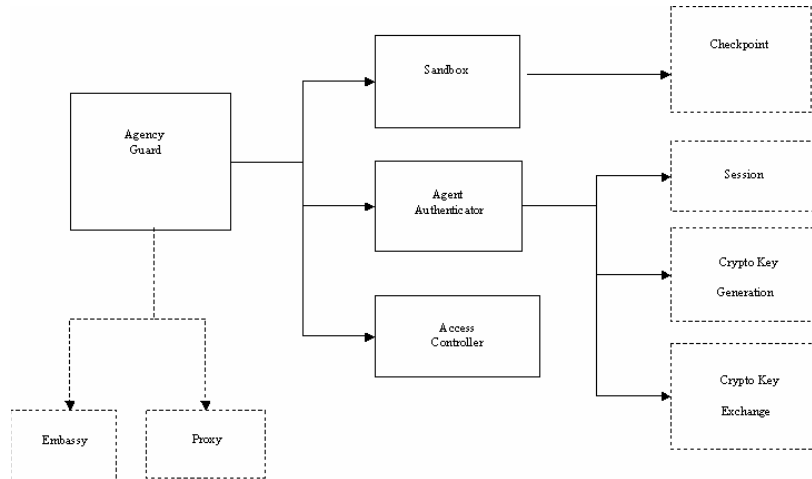 Checkpoint
Sandbox
Agency
Guard
Session
Agent
Authenticator
Crypto Key
Generation
Access
Controller
Crypto Key
Exchange
Embassy
Proxy